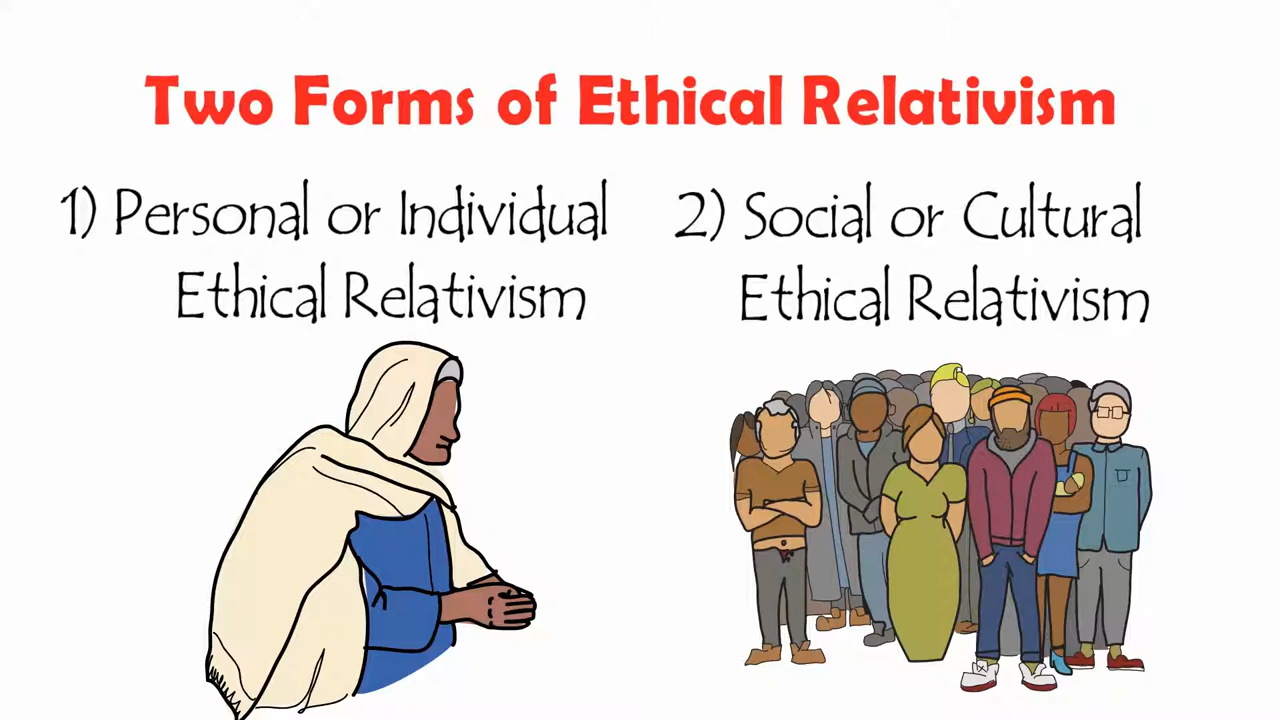 Two Forms of Ethical Relativism
1) Personal or Individual
Ethical Relativism
2) Social or Cultural
Ethical Relativism